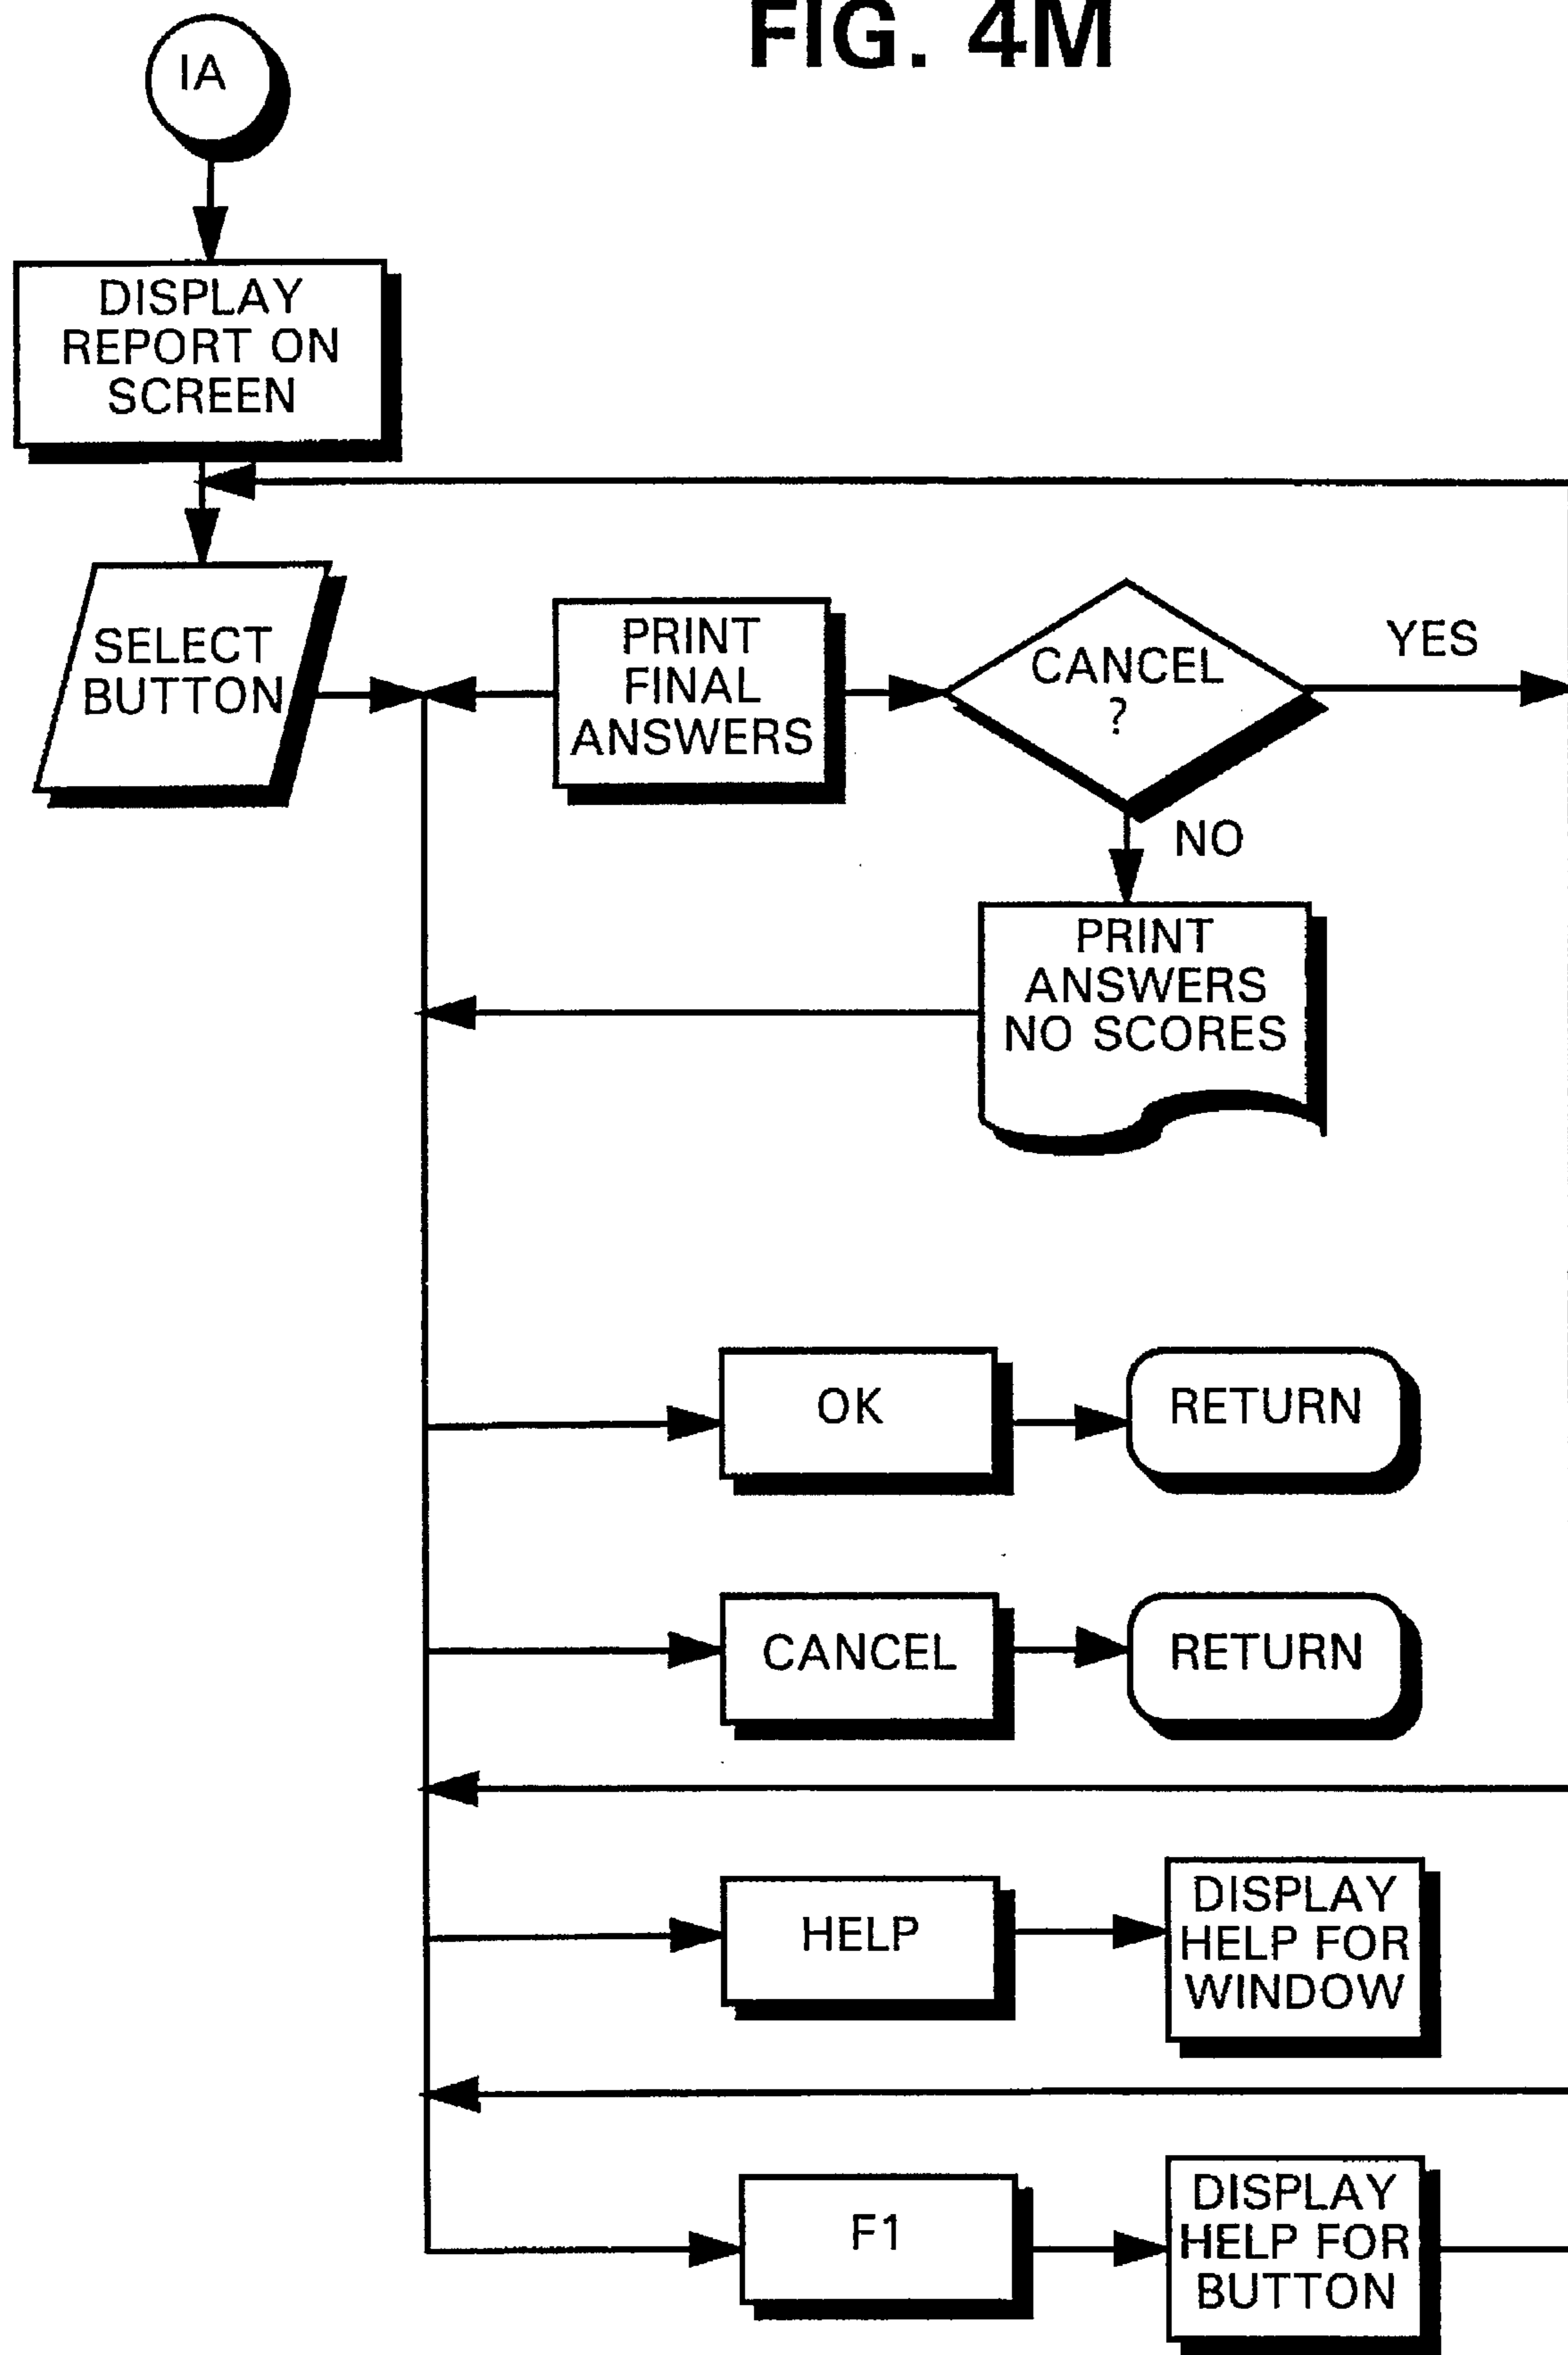 FIG. 4M
IA
DISPLAY
REPORT ON
SCREEN
SELECT
BUTTON
PRINT
FINAL
ANSWERS
CANCEL
?
YES
NO
PRINT
ANSWERS
NO SCORES
OK
RETURN
CANCEL
RETURN
HELP
DISPLAY
HELP FOR
WINDOW
F1
DISPLAY
HELP FOR
BUTTON